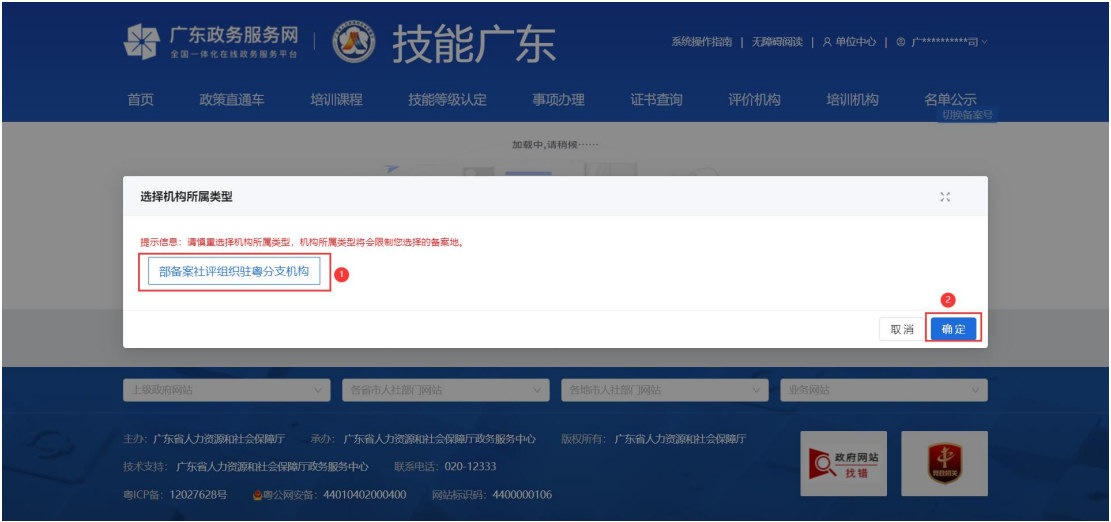 广东政务服务网
全国一体化在线政务服务平台
技能广东
系统操作指南 | 无障碍阅读 | 单位中心 | 广**********司
首页 政策直通车 培训课程 技能等级认定 事项办理 证书查询 评价机构 培训机构 名单公示
切换备案号
加载中,请稍候……
选择机构所属类型
提示信息：请慎重选择机构所属类型，机构所属类型将会限制您选择的备案地。
部备案社评组织驻粤分支机构
1
2
取消 确定
上级政府网站 各省市人社部门网站 各地市人社部门网站 业务网站
主办：广东省人力资源和社会保障厅 承办：广东省人力资源和社会保障厅政务服务中心 版权所有：广东省人力资源和社会保障厅
技术支持：广东省人力资源和社会保障厅政务服务中心 联系电话：020-12333
粤ICP备：12027628号 粤公网安备：44010402000400 网站标识码：4400000106
政府网站
找错
党政机关